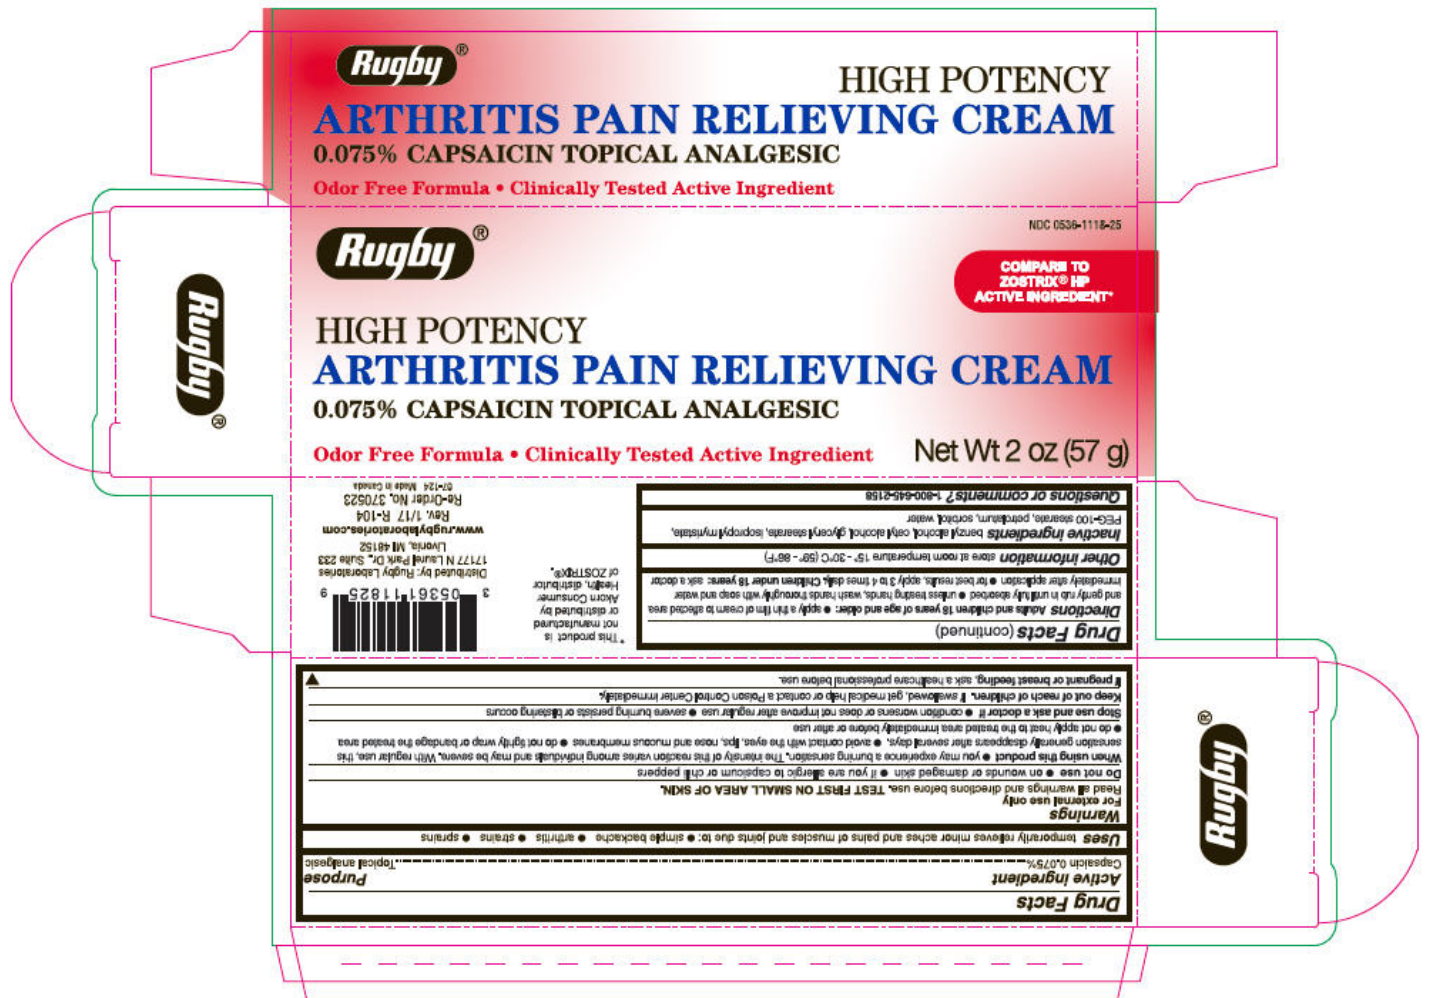 Rugby®
HIGH POTENCY
ARTHRITIS PAIN RELIEVING CREAM
0.075% CAPSAICIN TOPICAL ANALGESIC
Odor Free Formula • Clinically Tested Active Ingredient
NDC 0536-1118-25
Rugby®
COMPARE TO
ZOSTRIX® HP
ACTIVE INGREDIENT*
HIGH POTENCY
ARTHRITIS PAIN RELIEVING CREAM
0.075% CAPSAICIN TOPICAL ANALGESIC
Odor Free Formula • Clinically Tested Active Ingredient
Net Wt 2 oz (57 g)
Rugby®
Rugby®
Drug Facts
Active ingredient
Purpose
Capsaicin 0.075%
Topical analgesic
Uses temporarily relieves minor aches and pains of muscles and joints due to: ● simple backache ● arthritis ● strains ● sprains
Warnings
For external use only
Read all warnings and directions before use. TEST FIRST ON SMALL AREA OF SKIN.
Do not use ● on wounds or damaged skin ● if you are allergic to capsicum or chili peppers
When using this product ● you may experience a burning sensation. The intensity of this reaction varies among individuals and may be severe. With regular use, this
sensation generally disappears after several days. ● avoid contact with the eyes, lips, nose and mucous membranes ● do not tightly wrap or bandage the treated area
● do not apply heat to the treated area immediately before or after use
Stop use and ask a doctor if ● condition worsens or does not improve after regular use ● severe burning persists or blistering occurs
Keep out of reach of children. If swallowed, get medical help or contact a Poison Control Center immediately.
If pregnant or breast feeding, ask a healthcare professional before use.
Drug Facts (continued)
Directions Adults and children 18 years of age and older: ● apply a thin film of cream to affected area
and gently rub in until fully absorbed ● unless treating hands, wash hands thoroughly with soap and water
immediately after application ● for best results, apply 3 to 4 times daily. Children under 18 years: ask a doctor
Other information store at room temperature 15° - 30°C (59° - 86°F)
Inactive ingredients benzyl alcohol, cetyl alcohol, glyceryl stearate, isopropyl myristate,
PEG-100 stearate, petrolatum, sorbitol, water
Questions or comments? 1-800-645-2158
*This product is
not manufactured
or distributed by
Akorn Consumer
Health, distributor
of ZOSTRIX®.
3 05361 11825 9
Distributed by: Rugby Laboratories
17177 N Laurel Park Dr., Suite 233
Livonia, MI 48152
www.rugbylaboratories.com
Rev. 1/17 R-104
Re-Order No. 370523
07-124 Made in Canada